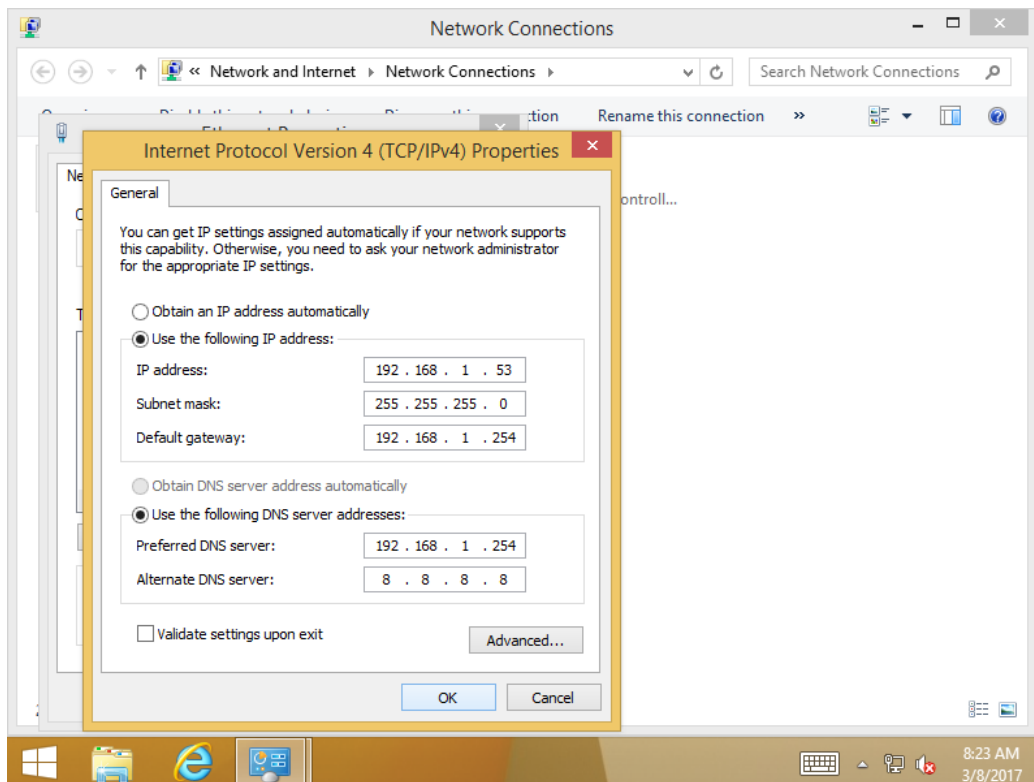 Network Connections
« Network and Internet Network Connections
Search Network Connections
Rename this connection »
Internet Protocol Version 4 (TCP/IPv4) Properties
General
You can get IP settings assigned automatically if your network supports
this capability. Otherwise, you need to ask your network administrator
for the appropriate IP settings.
Obtain an IP address automatically
Use the following IP address:
IP address: 192 . 168 . 1 . 53
Subnet mask: 255 . 255 . 255 . 0
Default gateway: 192 . 168 . 1 . 254
Obtain DNS server address automatically
Use the following DNS server addresses:
Preferred DNS server: 192 . 168 . 1 . 254
Alternate DNS server: 8 . 8 . 8 . 8
Validate settings upon exit
Advanced...
OK Cancel
8:23 AM
3/8/2017